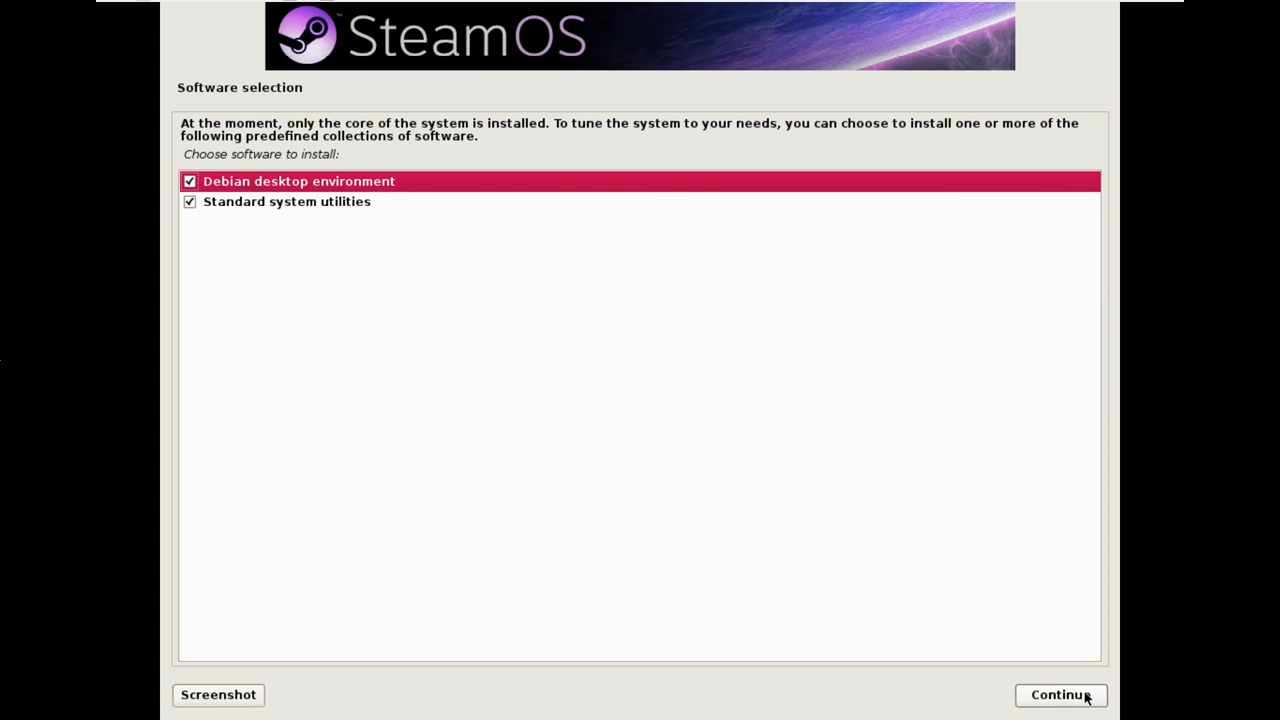 SteamOS
Software selection
At the moment, only the core of the system is installed. To tune the system to your needs, you can choose to install one or more of the
following predefined collections of software.
Choose software to install:
Debian desktop environment
Standard system utilities
Screenshot
Continue